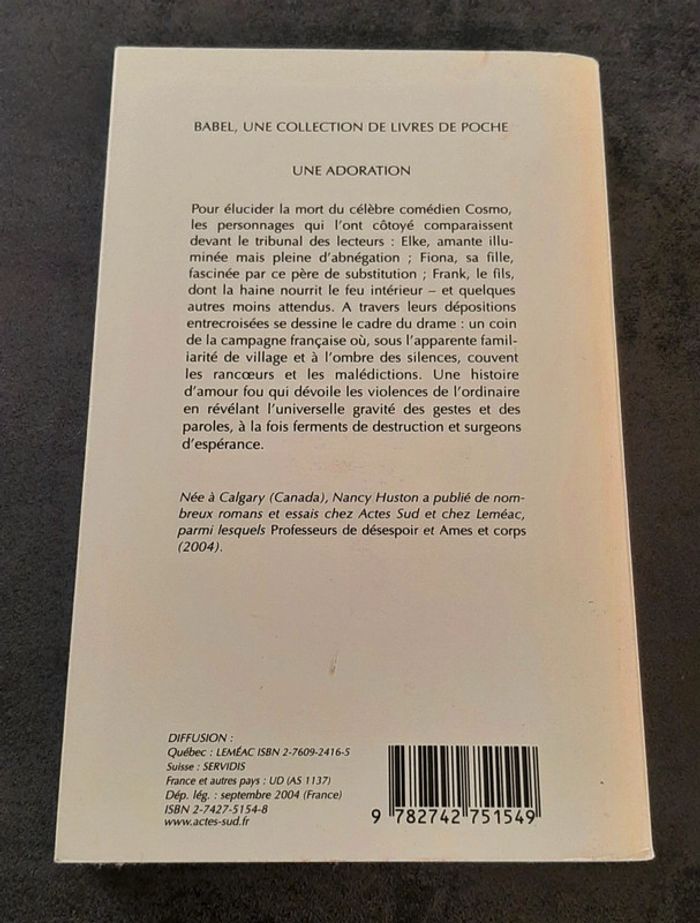 BABEL, UNE COLLECTION DE LIVRES DE POCHE
UNE ADORATION
Pour élucider la mort du célèbre comédien Cosmo,
les personnages qui l'ont côtoyé comparaissent
devant le tribunal des lecteurs : Elke, amante illu-
minée mais pleine d'abnégation ; Fiona, sa fille,
fascinée par ce père de substitution ; Frank, le fils,
dont la haine nourrit le feu intérieur – et quelques
autres moins attendus. A travers leurs dépositions
entrecroisées se dessine le cadre du drame : un coin
de la campagne française où, sous l'apparente famil-
iarité de village et à l'ombre des silences, couvent
les rancœurs et les malédictions. Une histoire
d'amour fou qui dévoile les violences de l'ordinaire
en révélant l'universelle gravité des gestes et des
paroles, à la fois ferments de destruction et surgeons
d'espérance.
Née à Calgary (Canada), Nancy Huston a publié de nom-
breux romans et essais chez Actes Sud et chez Leméac,
parmi lesquels Professeurs de désespoir et Ames et corps
(2004).
DIFFUSION :
Québec : LEMÉAC ISBN 2-7609-2416-5
Suisse : SERVIDIS
France et autres pays : UD (AS 1137)
Dép. lég. : septembre 2004 (France)
ISBN 2-7427-5154-8
www.actes-sud.fr
9 782742 751549